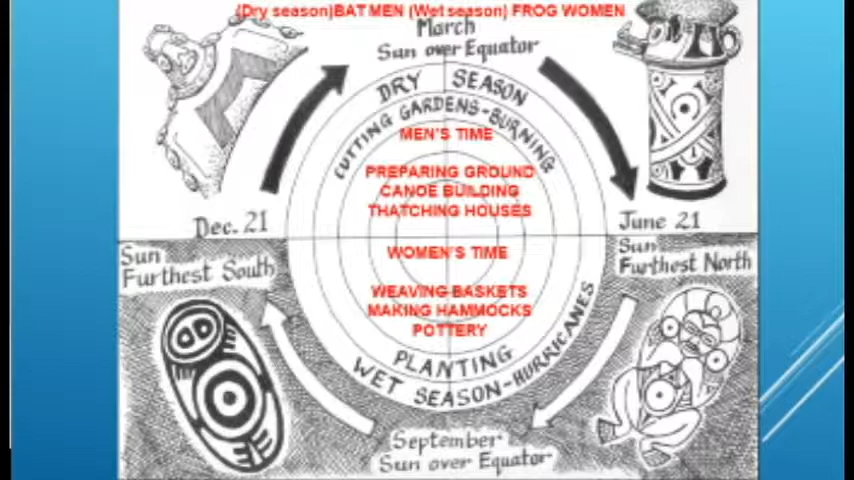 (Dry season)BAT MEN (Wet season) FROG WOMEN
March
Sun over Equator
DRY SEASON
CUTTING GARDENS-BURNING
MEN'S TIME
PREPARING GROUND
CANOE BUILDING
THATCHING HOUSES
Dec. 21
June 21
Sun
Furthest South
Sun
Furthest North
WOMEN'S TIME
WEAVING BASKETS
MAKING HAMMOCKS
POTTERY
PLANTING
WET SEASON-HURRICANES
September
Sun over Equator